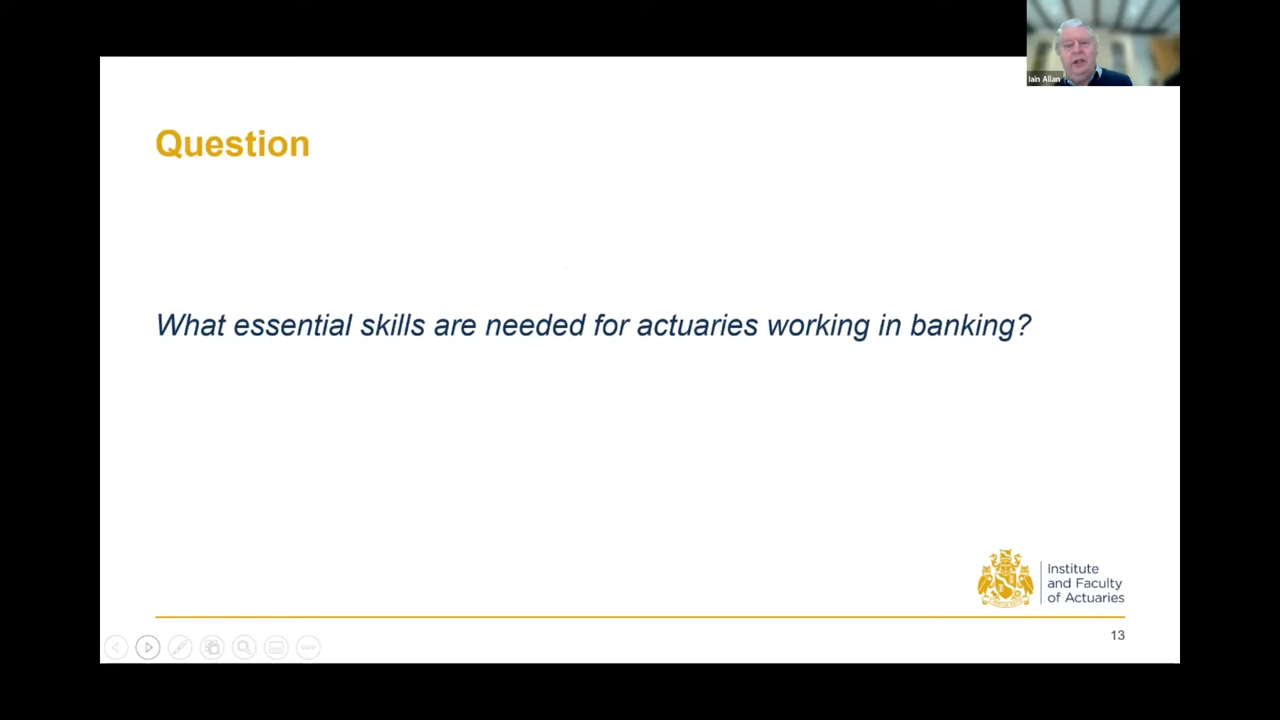 Iain Allan
Question
What essential skills are needed for actuaries working in banking?
Institute
and Faculty
of Actuaries
13